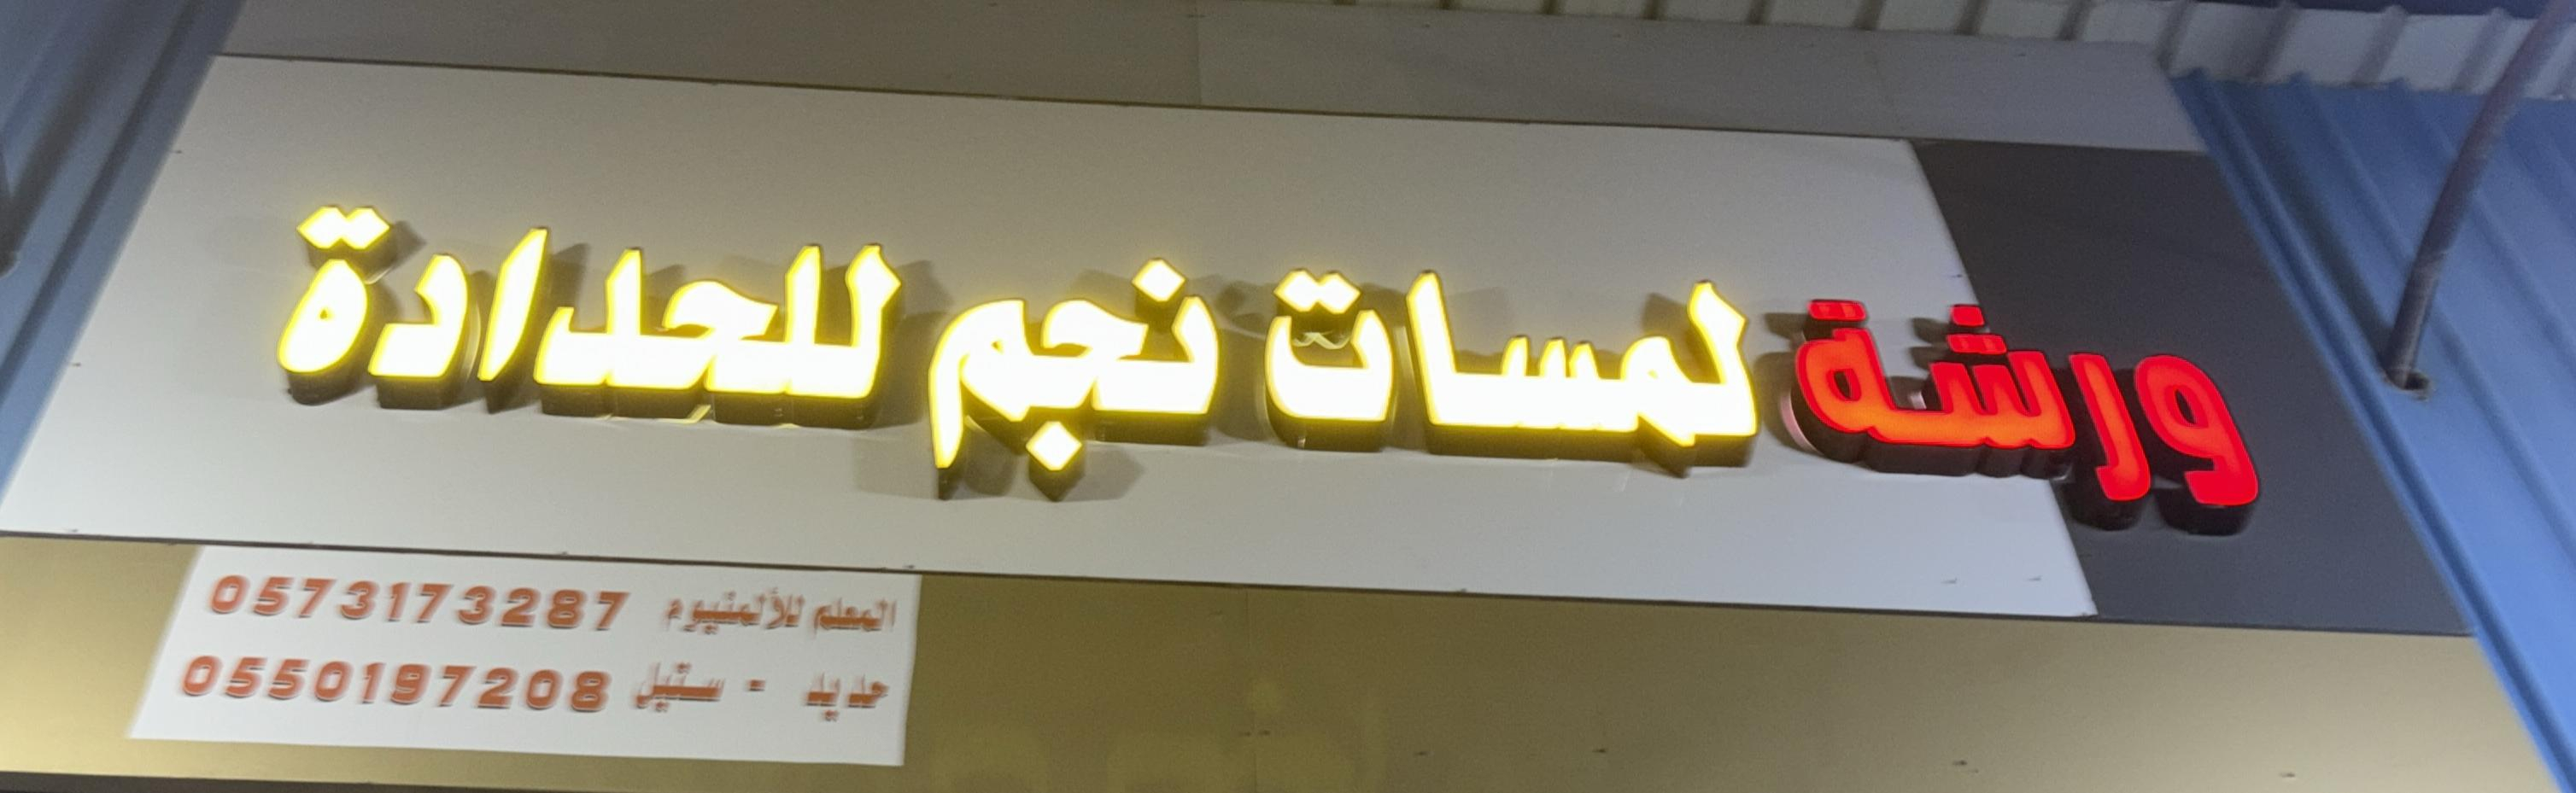 ورشة لمسات نجم للحدادة
المعلم للألمنيوم 0573173287
حديد - ستيل 0550197208